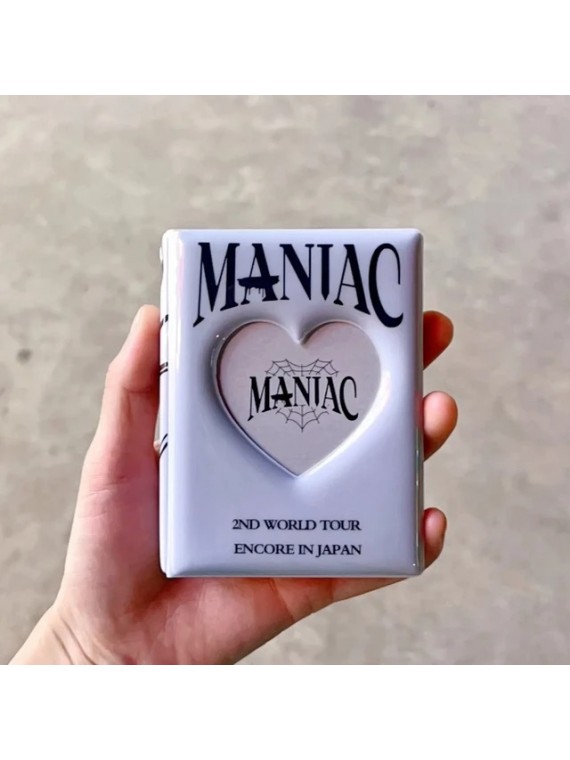 MANIAC
MANIAC
2ND WORLD TOUR
ENCORE IN JAPAN